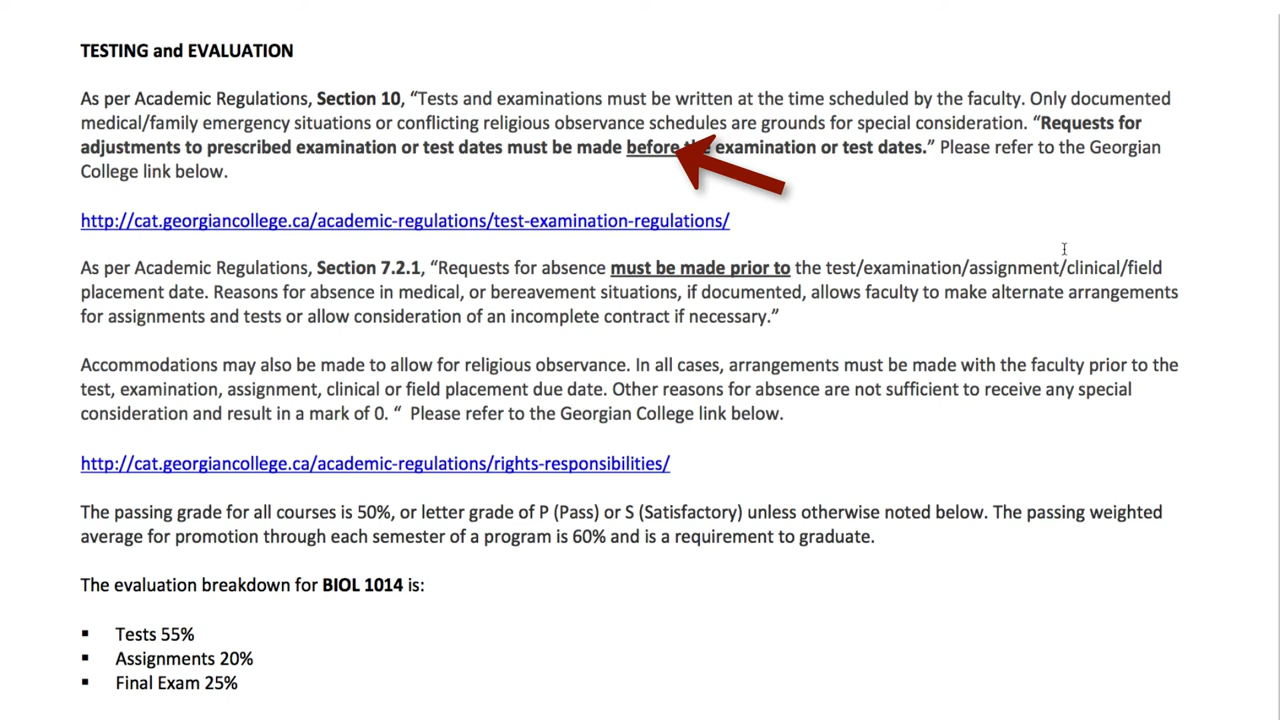 TESTING and EVALUATION
As per Academic Regulations, Section 10, “Tests and examinations must be written at the time scheduled by the faculty. Only documented
medical/family emergency situations or conflicting religious observance schedules are grounds for special consideration. “Requests for
adjustments to prescribed examination or test dates must be made before the examination or test dates.” Please refer to the Georgian
College link below.
http://cat.georgiancollege.ca/academic-regulations/test-examination-regulations/
As per Academic Regulations, Section 7.2.1, “Requests for absence must be made prior to the test/examination/assignment/clinical/field
placement date. Reasons for absence in medical, or bereavement situations, if documented, allows faculty to make alternate arrangements
for assignments and tests or allow consideration of an incomplete contract if necessary.”
Accommodations may also be made to allow for religious observance. In all cases, arrangements must be made with the faculty prior to the
test, examination, assignment, clinical or field placement due date. Other reasons for absence are not sufficient to receive any special
consideration and result in a mark of 0. “ Please refer to the Georgian College link below.
http://cat.georgiancollege.ca/academic-regulations/rights-responsibilities/
The passing grade for all courses is 50%, or letter grade of P (Pass) or S (Satisfactory) unless otherwise noted below. The passing weighted
average for promotion through each semester of a program is 60% and is a requirement to graduate.
The evaluation breakdown for BIOL 1014 is:
▪ Tests 55%
▪ Assignments 20%
▪ Final Exam 25%